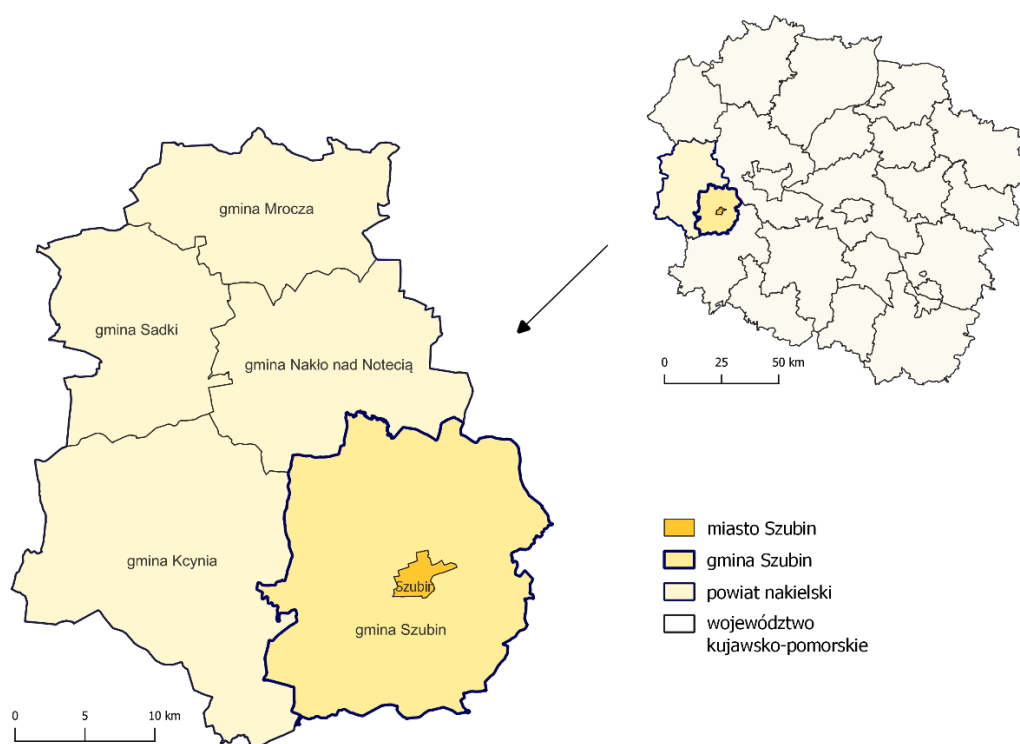 gmina Mrocza
gmina Sadki
gmina Nakło nad Notecią
gmina Kcynia
Szubin
gmina Szubin
0 5 10 km
0 25 50 km
miasto Szubin
gmina Szubin
powiat nakielski
województwo
kujawsko-pomorskie